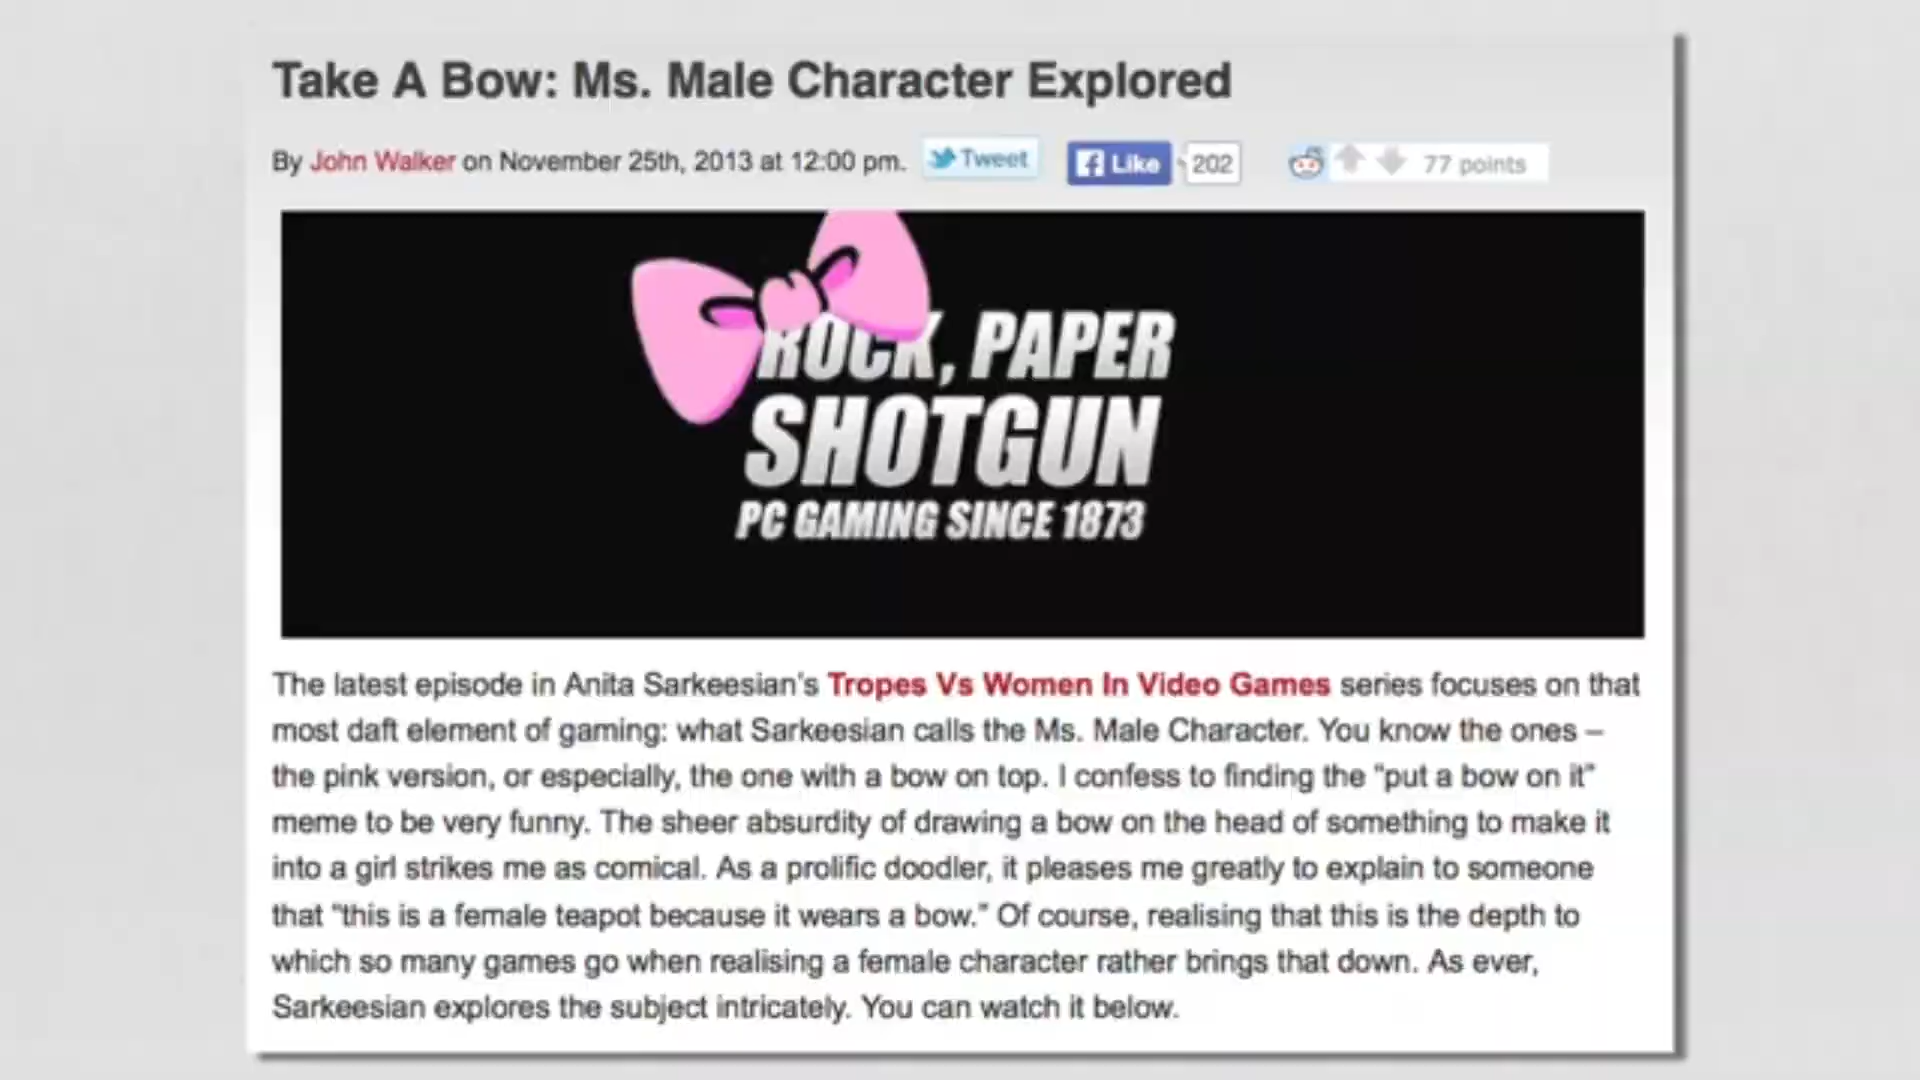 Take A Bow: Ms. Male Character Explored
By John Walker on November 25th, 2013 at 12:00 pm. Tweet Like 202 77 points
ROCK, PAPER
SHOTGUN
PC GAMING SINCE 1873
The latest episode in Anita Sarkeesian's Tropes Vs Women In Video Games series focuses on that
most daft element of gaming: what Sarkeesian calls the Ms. Male Character. You know the ones –
the pink version, or especially, the one with a bow on top. I confess to finding the "put a bow on it"
meme to be very funny. The sheer absurdity of drawing a bow on the head of something to make it
into a girl strikes me as comical. As a prolific doodler, it pleases me greatly to explain to someone
that "this is a female teapot because it wears a bow." Of course, realising that this is the depth to
which so many games go when realising a female character rather brings that down. As ever,
Sarkeesian explores the subject intricately. You can watch it below.